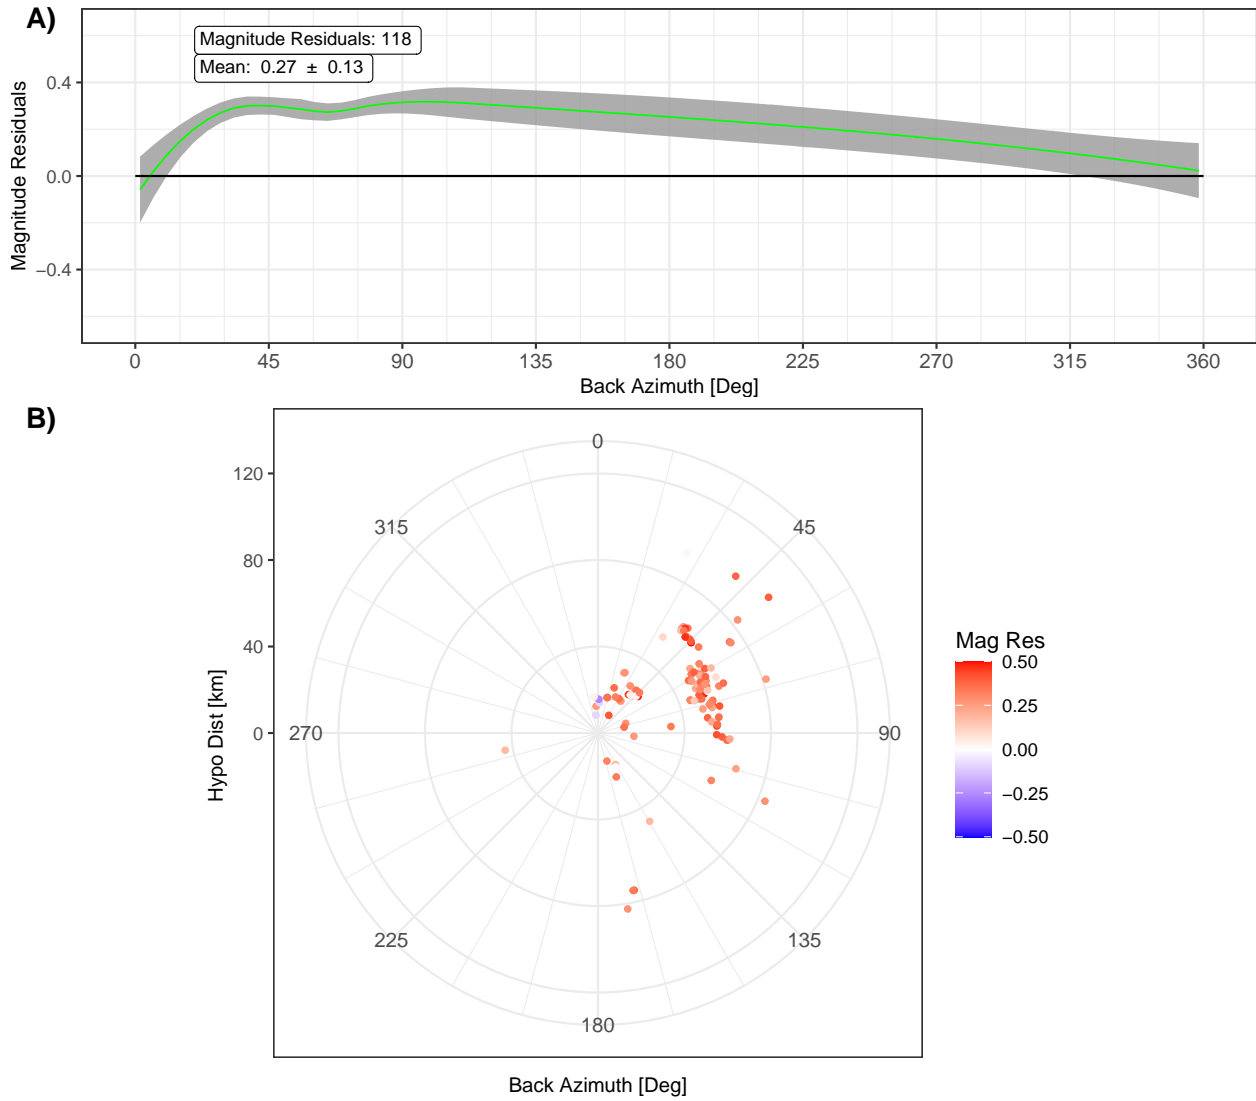 A)
Magnitude Residuals: 118
Mean:  0.27  ±  0.13
Magnitude Residuals
0.4
0.0
−0.4
0 45 90 135 180 225 270 315 360
Back Azimuth [Deg]
B)
Hypo Dist [km]
120
80
40
0
0
45
90
135
180
225
270
315
Back Azimuth [Deg]
Mag Res
0.50
0.25
0.00
−0.25
−0.50